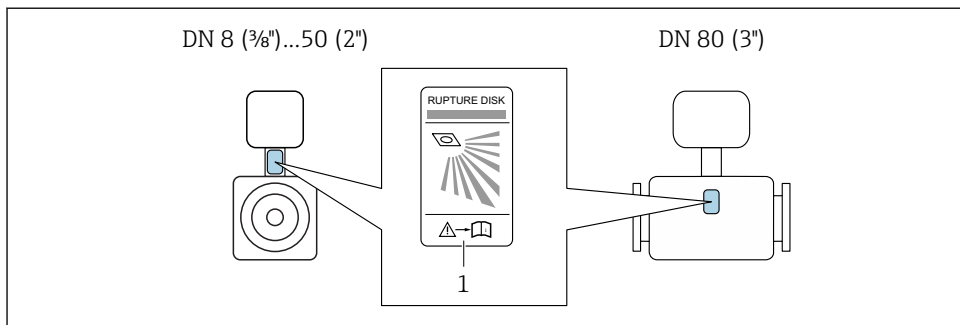 DN 8 (⅜")...50 (2")
DN 80 (3")
RUPTURE DISK
i
1